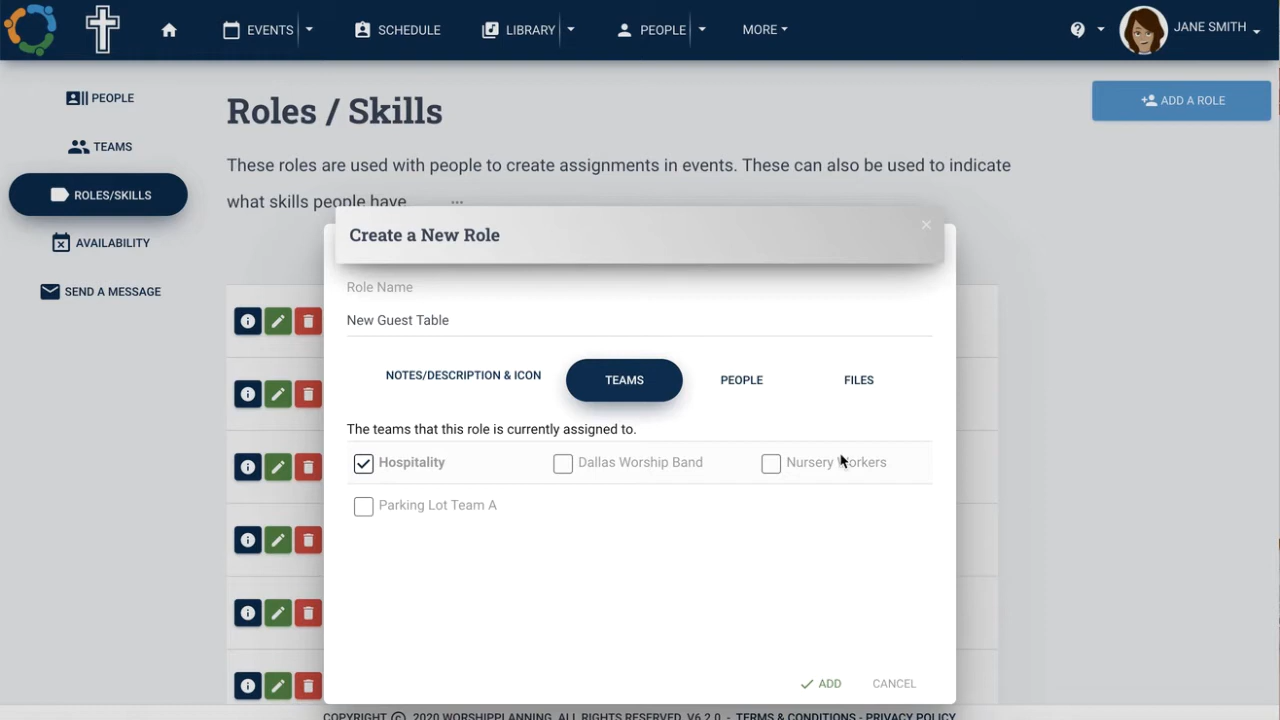 EVENTS
SCHEDULE
LIBRARY
PEOPLE
MORE
JANE SMITH
PEOPLE
TEAMS
ROLES/SKILLS
AVAILABILITY
SEND A MESSAGE
Roles / Skills
ADD A ROLE
These roles are used with people to create assignments in events. These can also be used to indicate
what skills people have ...
Create a New Role
×
Role Name
New Guest Table
NOTES/DESCRIPTION & ICON
TEAMS
PEOPLE
FILES
The teams that this role is currently assigned to.
Hospitality
Dallas Worship Band
Nursery Workers
Parking Lot Team A
ADD
CANCEL
COPYRIGHT © 2020 WORSHIPPLANNING. ALL RIGHTS RESERVED. V6.2.0 - TERMS & CONDITIONS - PRIVACY POLICY